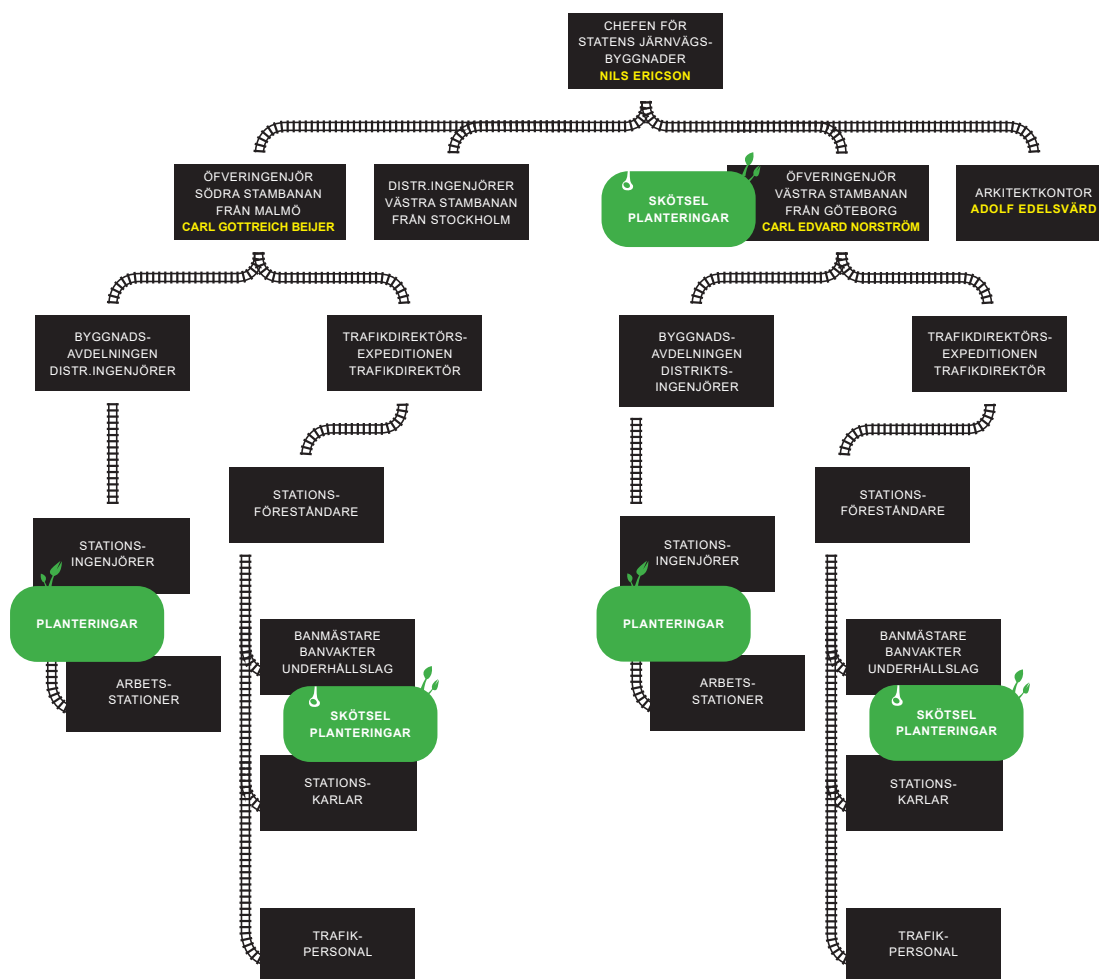 CHEFEN FÖR
STATENS JÄRNVÄGS-
BYGGNADER
NILS ERICSON
ÖFVERINGENJÖR
SÖDRA STAMBANAN
FRÅN MALMÖ
CARL GOTTREICH BEIJER
DISTR.INGENJÖRER
VÄSTRA STAMBANAN
FRÅN STOCKHOLM
SKÖTSEL
PLANTERINGAR
ÖFVERINGENJÖR
VÄSTRA STAMBANAN
FRÅN GÖTEBORG
CARL EDVARD NORSTRÖM
ARKITEKTKONTOR
ADOLF EDELSVÄRD
BYGGNADS-
AVDELNINGEN
DISTR.INGENJÖRER
TRAFIKDIREKTÖRS-
EXPEDITIONEN
TRAFIKDIREKTÖR
BYGGNADS-
AVDELNINGEN
DISTRIKTS-
INGENJÖRER
TRAFIKDIREKTÖRS-
EXPEDITIONEN
TRAFIKDIREKTÖR
STATIONS-
FÖRESTÅNDARE
STATIONS-
FÖRESTÅNDARE
STATIONS-
INGENJÖRER
PLANTERINGAR
ARBETS-
STATIONER
BANMÄSTARE
BANVAKTER
UNDERHÅLLSLAG
SKÖTSEL
PLANTERINGAR
STATIONS-
KARLAR
TRAFIK-
PERSONAL
STATIONS-
INGENJÖRER
PLANTERINGAR
ARBETS-
STATIONER
BANMÄSTARE
BANVAKTER
UNDERHÅLLSLAG
SKÖTSEL
PLANTERINGAR
STATIONS-
KARLAR
TRAFIK-
PERSONAL